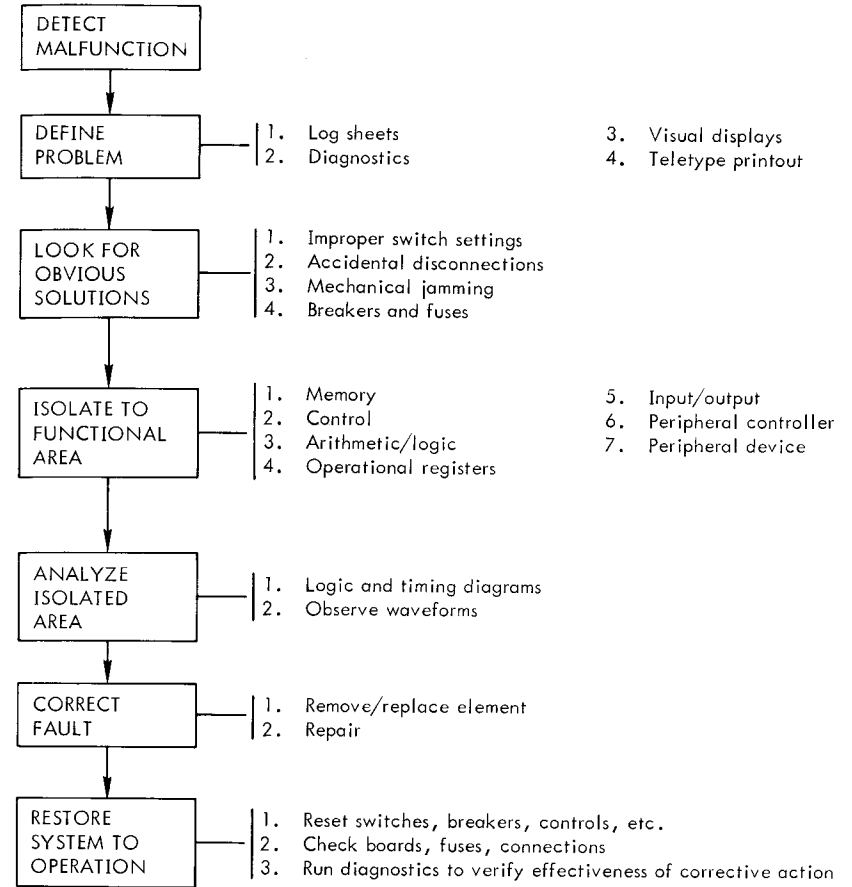 DETECT
MALFUNCTION
DEFINE
PROBLEM
1. Log sheets
2. Diagnostics
3. Visual displays
4. Teletype printout
LOOK FOR
OBVIOUS
SOLUTIONS
1. Improper switch settings
2. Accidental disconnections
3. Mechanical jamming
4. Breakers and fuses
ISOLATE TO
FUNCTIONAL
AREA
1. Memory
2. Control
3. Arithmetic/logic
4. Operational registers
5. Input/output
6. Peripheral controller
7. Peripheral device
ANALYZE
ISOLATED
AREA
1. Logic and timing diagrams
2. Observe waveforms
CORRECT
FAULT
1. Remove/replace element
2. Repair
RESTORE
SYSTEM TO
OPERATION
1. Reset switches, breakers, controls, etc.
2. Check boards, fuses, connections
3. Run diagnostics to verify effectiveness of corrective action